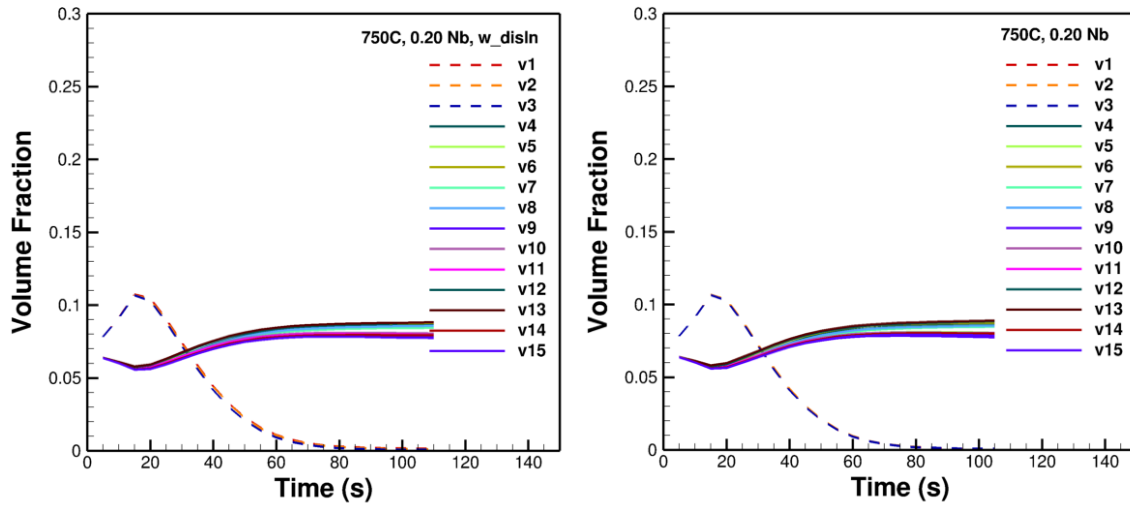 750C, 0.20 Nb, w_disln
v1
v2
v3
v4
v5
v6
v7
v8
v9
v10
v11
v12
v13
v14
v15
Volume Fraction
0.3
0.25
0.2
0.15
0.1
0.05
0
0 20 40 60 80 100 120 140
Time (s)
750C, 0.20 Nb
v1
v2
v3
v4
v5
v6
v7
v8
v9
v10
v11
v12
v13
v14
v15
Volume Fraction
0.3
0.25
0.2
0.15
0.1
0.05
0
0 20 40 60 80 100 120 140
Time (s)